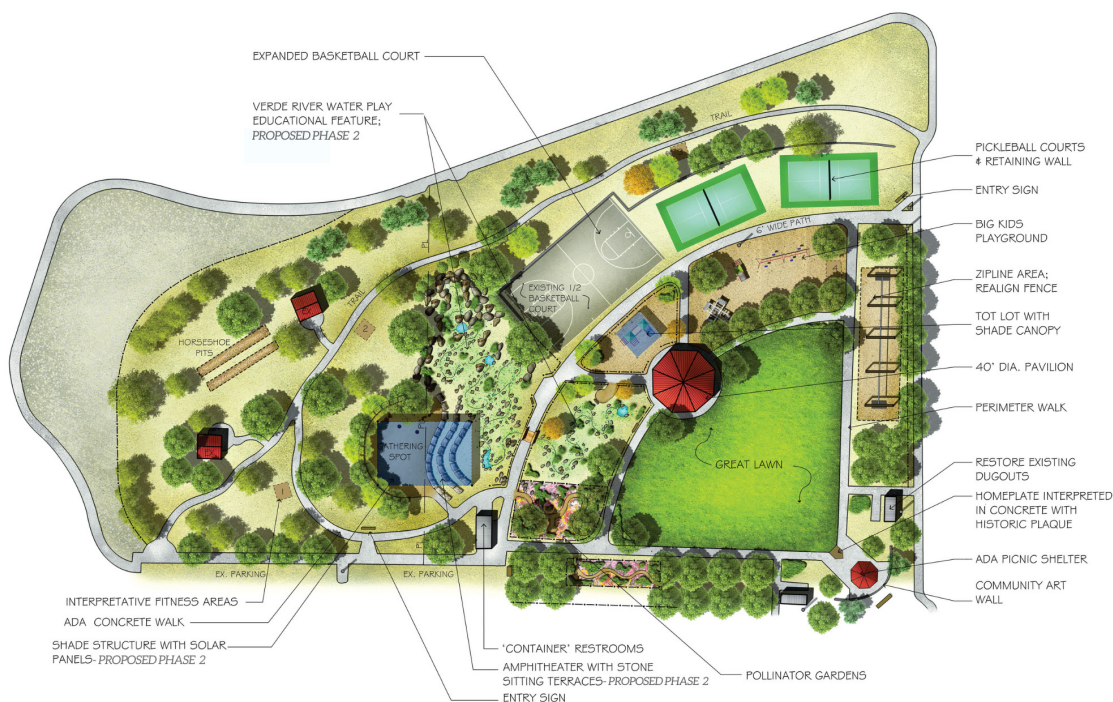 EXPANDED BASKETBALL COURT
VERDE RIVER WATER PLAY
EDUCATIONAL FEATURE;
PROPOSED PHASE 2
TRAIL
PICKLEBALL COURTS
& RETAINING WALL
ENTRY SIGN
BIG KIDS
PLAYGROUND
6' WIDE PATH
ZIPLINE AREA;
REALIGN FENCE
EXISTING 1/2
BASKETBALL
COURT
TRAIL
2
HORSESHOE
PITS
TOT LOT WITH
SHADE CANOPY
40' DIA. PAVILION
PERIMETER WALK
GATHERING
SPOT
GREAT LAWN
RESTORE EXISTING
DUGOUTS
HOMEPLATE INTERPRETED
IN CONCRETE WITH
HISTORIC PLAQUE
1
ADA PICNIC SHELTER
COMMUNITY ART
WALL
EX. PARKING
EX. PARKING
INTERPRETATIVE FITNESS AREAS
ADA CONCRETE WALK
SHADE STRUCTURE WITH SOLAR
PANELS- PROPOSED PHASE 2
'CONTAINER' RESTROOMS
AMPHITHEATER WITH STONE
SITTING TERRACES- PROPOSED PHASE 2
ENTRY SIGN
POLLINATOR GARDENS